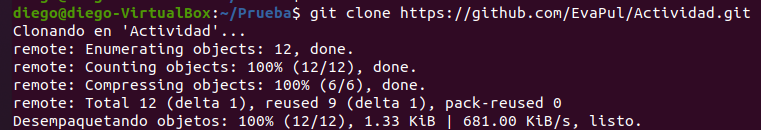 diego@diego-VirtualBox:~/Prueba$ git clone https://github.com/EvaPul/Actividad.git
Clonando en 'Actividad'...
remote: Enumerating objects: 12, done.
remote: Counting objects: 100% (12/12), done.
remote: Compressing objects: 100% (6/6), done.
remote: Total 12 (delta 1), reused 9 (delta 1), pack-reused 0
Desempaquetando objetos: 100% (12/12), 1.33 KiB | 681.00 KiB/s, listo.